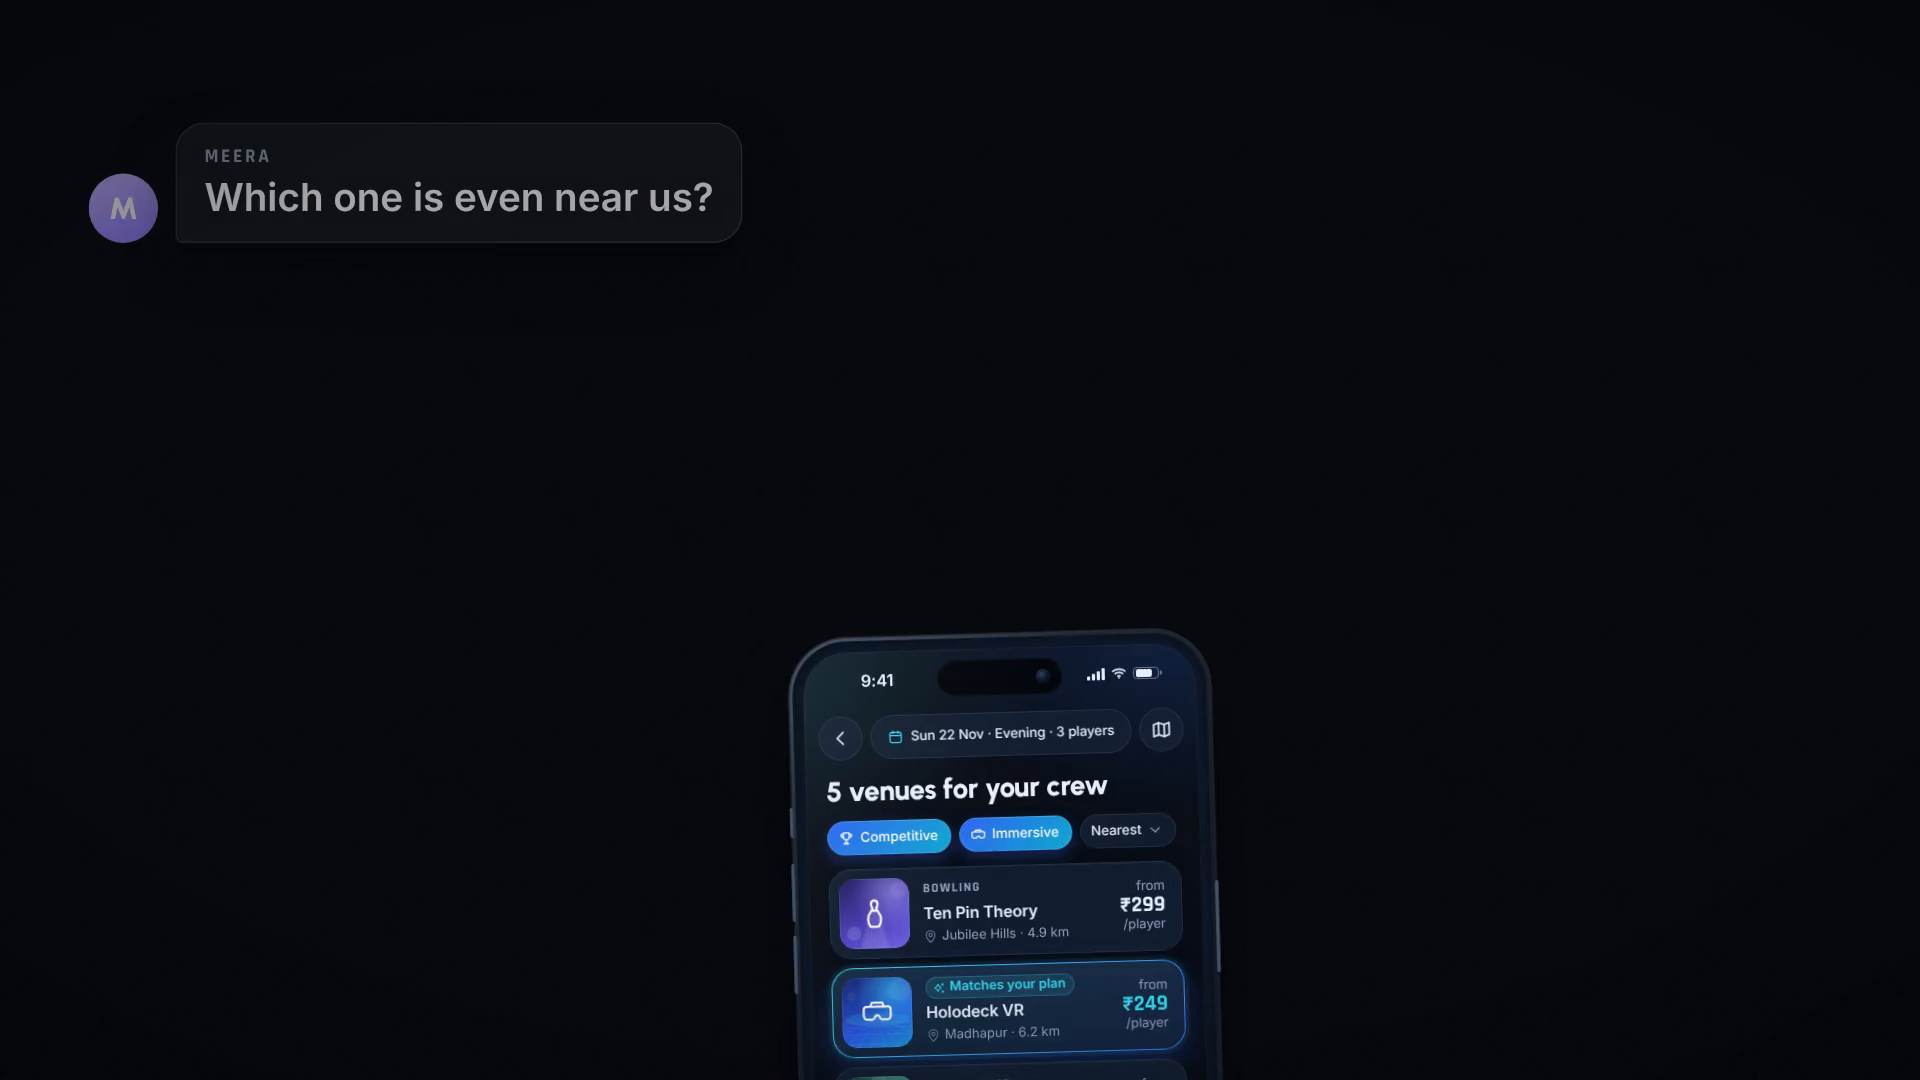 MEERA
M
Which one is even near us?
9:41
Sun 22 Nov · Evening · 3 players
5 venues for your crew
Competitive
Immersive
Nearest
BOWLING
Ten Pin Theory
Jubilee Hills · 4.9 km
from
₹299
/player
Matches your plan
Holodeck VR
Madhapur · 6.2 km
from
₹249
/player